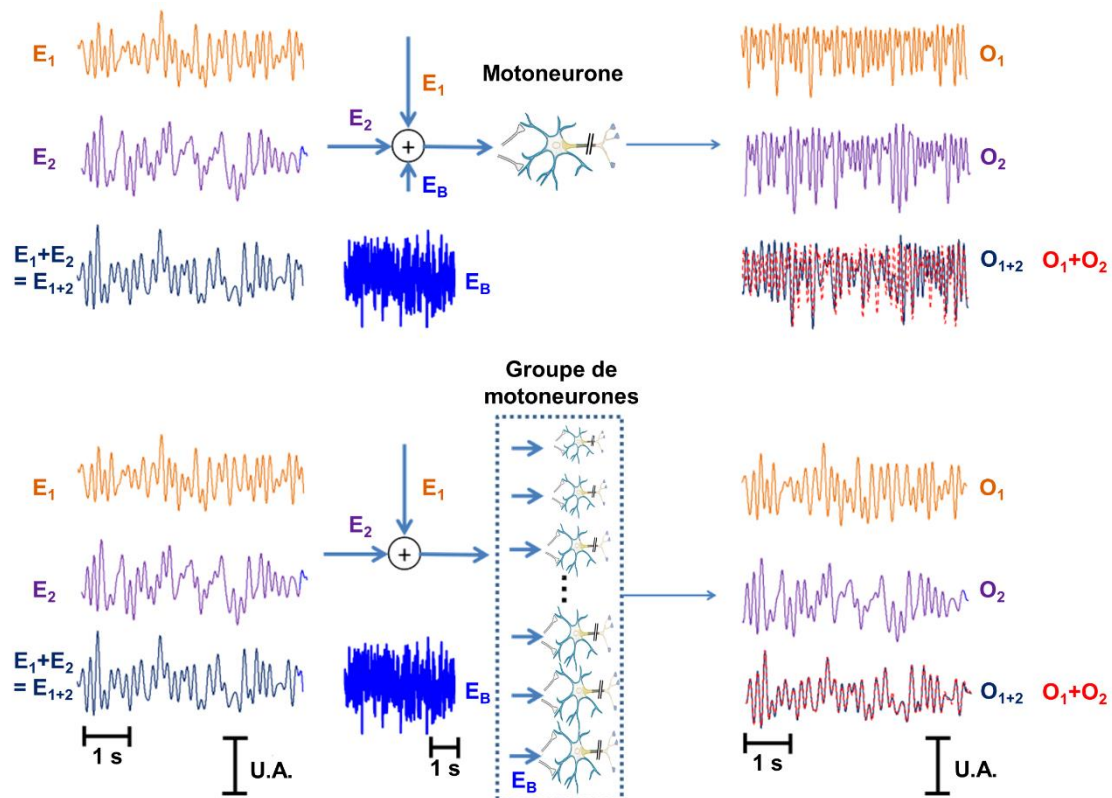 E1
E2
E1+E2
= E1+2
E1
E2
+
EB
EB
Motoneurone
O1
O2
O1+2 O1+O2
Groupe de
motoneurones
E1
E2
E1+E2
= E1+2
1 s
U.A.
E1
E2
+
EB
1 s
EB
O1
O2
O1+2 O1+O2
1 s
U.A.